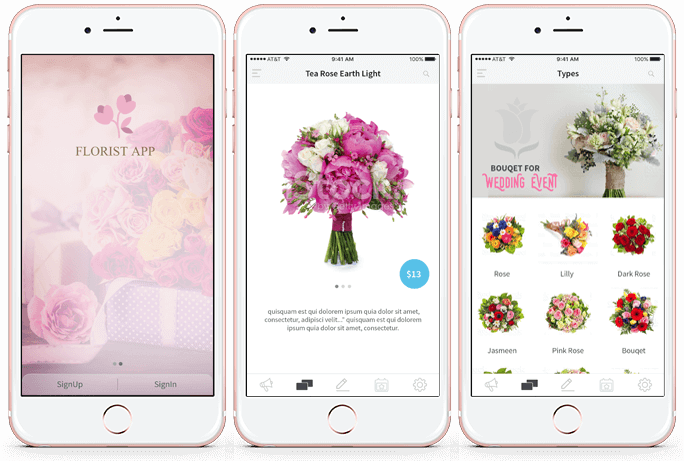 FLORIST APP
SignUp
SignIn
AT&T
9:41 AM
100%
Tea Rose Earth Light
iStock
$13
quisquam est qui dolorem ipsum quia dolor sit amet,
consectetur, adipisci velit..." quisquam est qui dolorem
ipsum quia dolor sit amet, consectetur.
AT&T
9:41 AM
100%
Types
BOUQET FOR
WEDDING EVENT
Rose
Lilly
Dark Rose
Jasmeen
Pink Rose
Bouqet